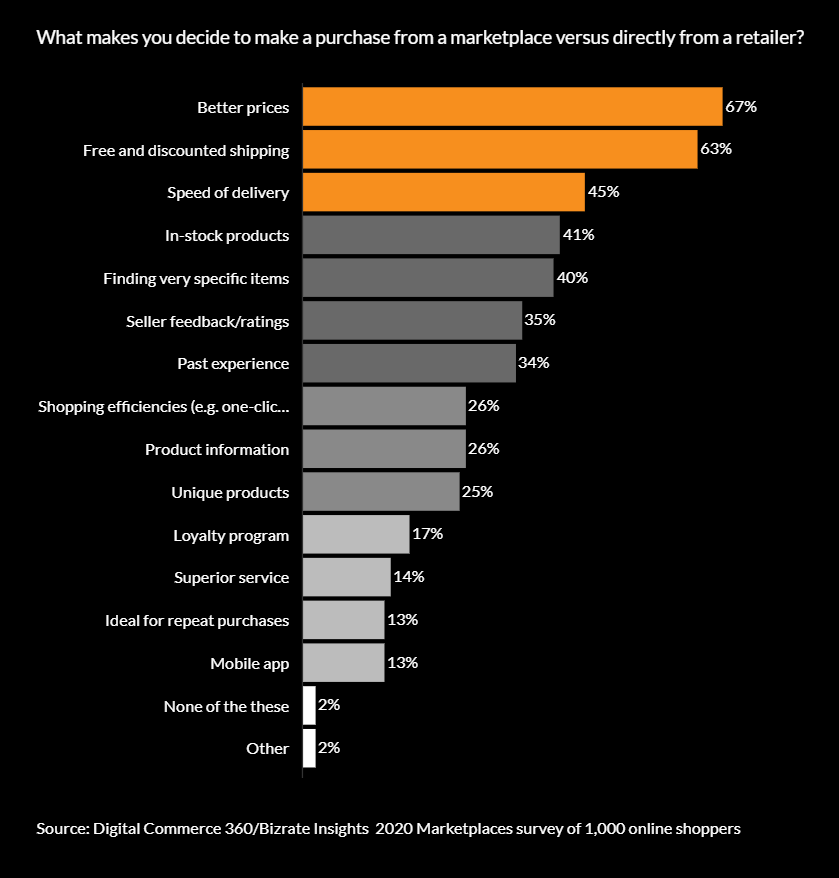 What makes you decide to make a purchase from a marketplace versus directly from a retailer?
Better prices 67%
Free and discounted shipping 63%
Speed of delivery 45%
In-stock products 41%
Finding very specific items 40%
Seller feedback/ratings 35%
Past experience 34%
Shopping efficiencies (e.g. one-clic... 26%
Product information 26%
Unique products 25%
Loyalty program 17%
Superior service 14%
Ideal for repeat purchases 13%
Mobile app 13%
None of the these 2%
Other 2%
Source: Digital Commerce 360/Bizrate Insights 2020 Marketplaces survey of 1,000 online shoppers